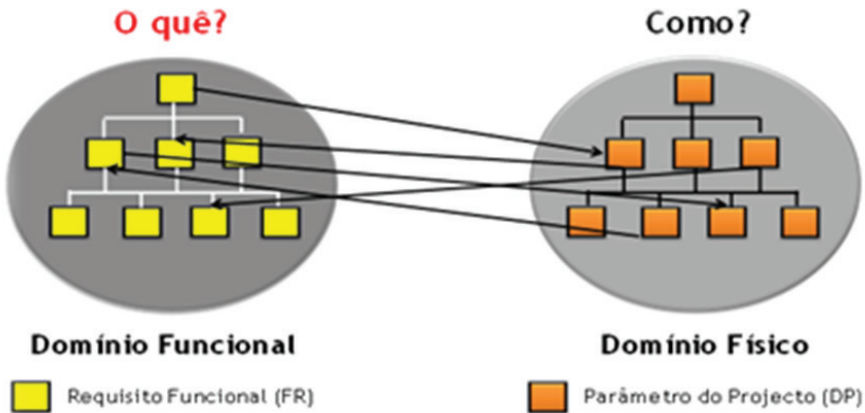 O quê?
Como?
Domínio Funcional
Domínio Físico
Requisito Funcional (FR)
Parâmetro do Projecto (DP)